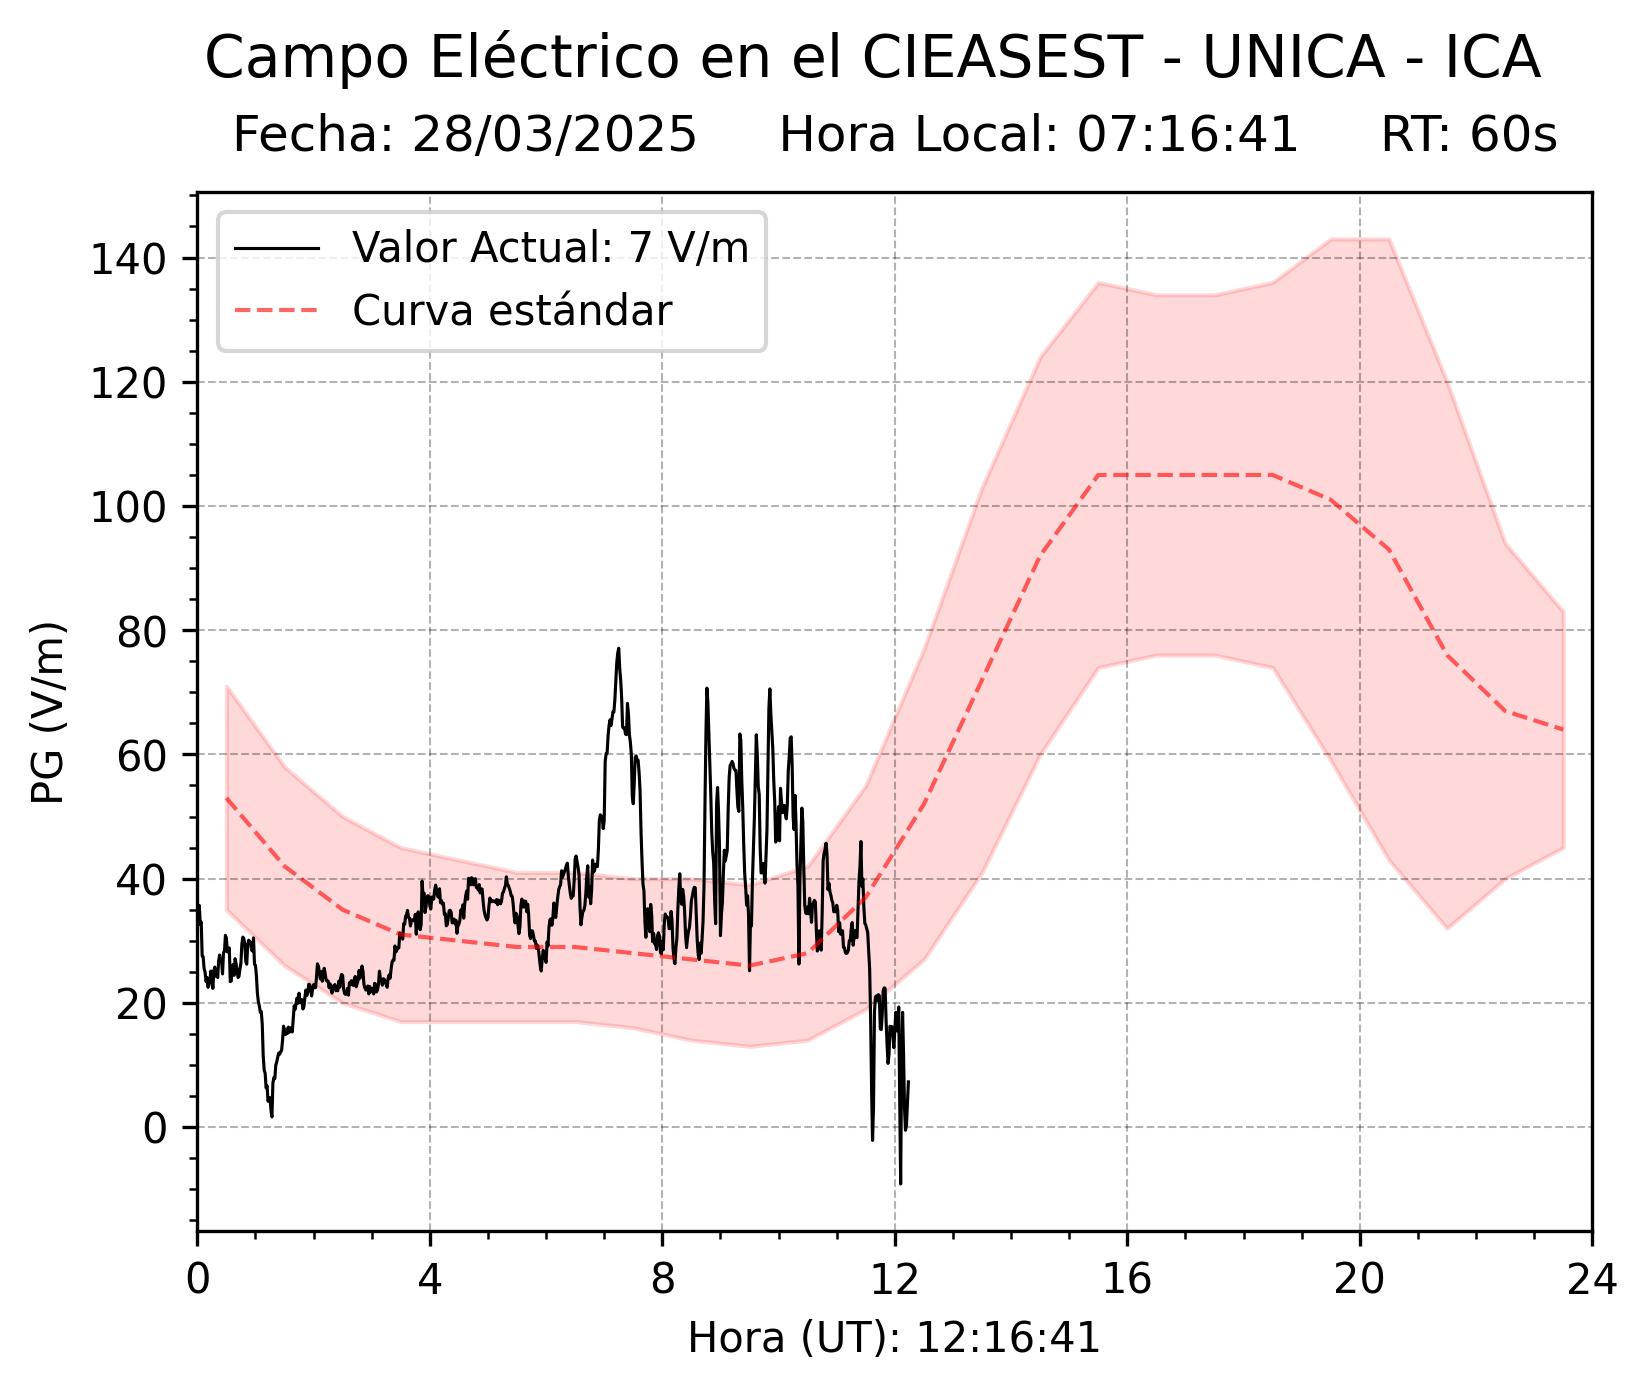 Campo Eléctrico en el CIEASEST - UNICA - ICA
Fecha: 28/03/2025 Hora Local: 07:16:41 RT: 60s
Valor Actual: 7 V/m
Curva estándar
PG (V/m)
140
120
100
80
60
40
20
0
0 4 8 12 16 20 24
Hora (UT): 12:16:41